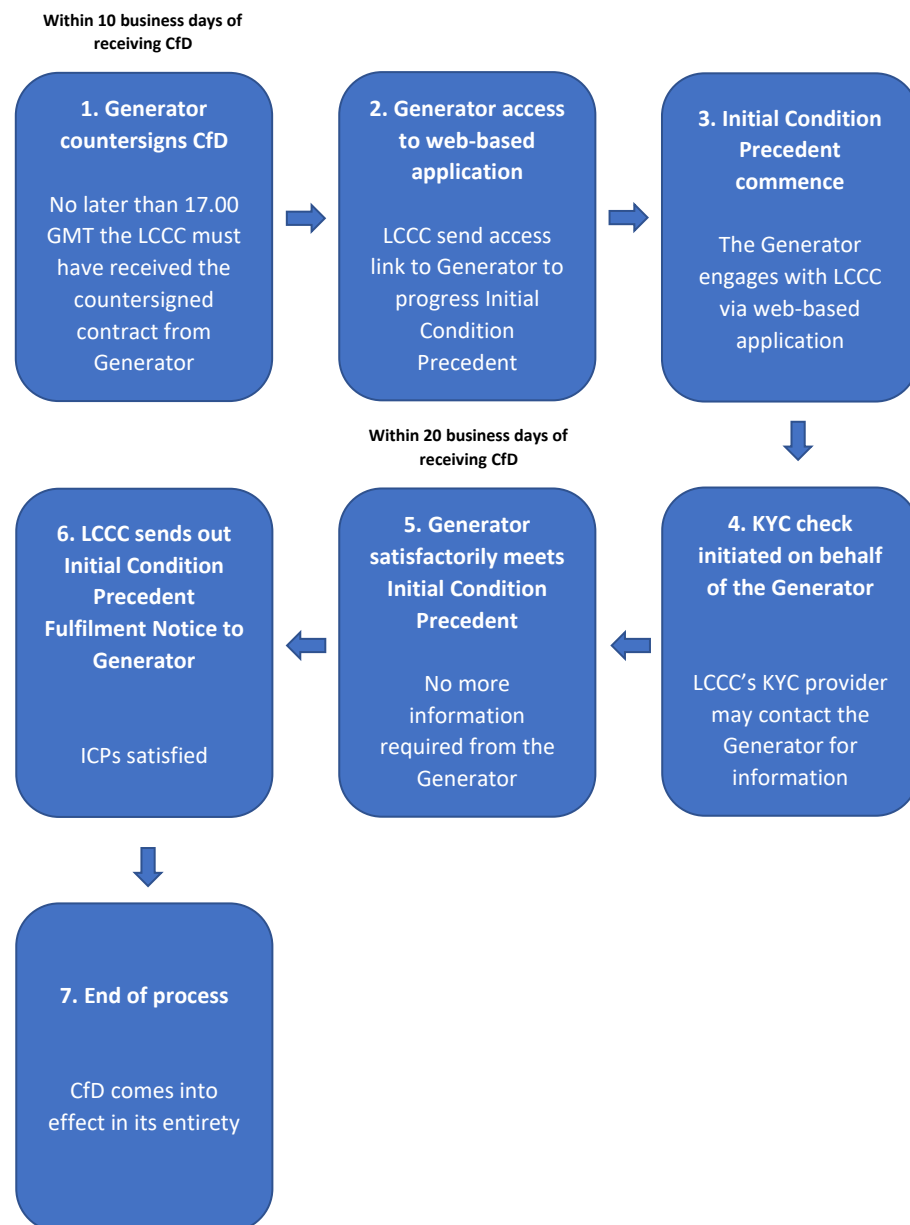 Within 10 business days of
receiving CfD
1. Generator
countersigns CfD
No later than 17.00
GMT the LCCC must
have received the
countersigned
contract from
Generator
2. Generator access
to web-based
application
LCCC send access
link to Generator to
progress Initial
Condition
Precedent
3. Initial Condition
Precedent
commence
The Generator
engages with LCCC
via web-based
application
4. KYC check
initiated on behalf
of the Generator
LCCC’s KYC provider
may contact the
Generator for
information
Within 20 business days of
receiving CfD
5. Generator
satisfactorily meets
Initial Condition
Precedent
No more
information
required from the
Generator
6. LCCC sends out
Initial Condition
Precedent
Fulfilment Notice to
Generator
ICPs satisfied
7. End of process
CfD comes into
effect in its entirety